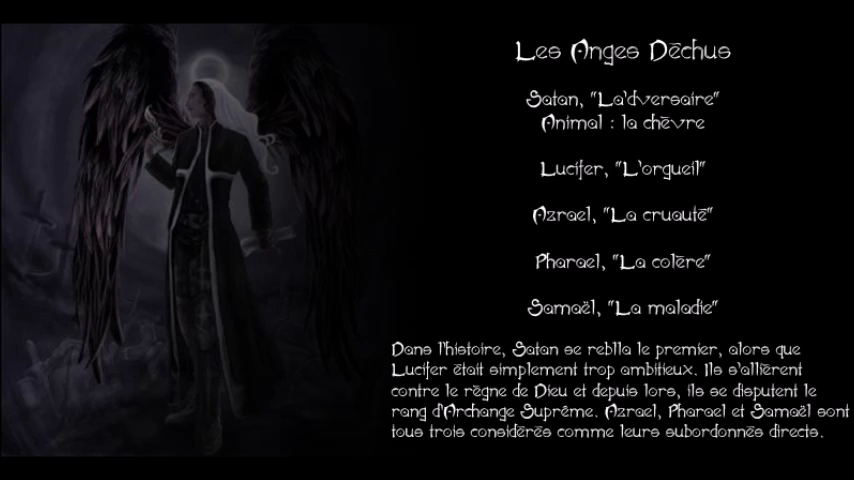 Les Anges Déchus
Satan, "La'dversaire"
Animal : la chèvre
Lucifer, "L'orgueil"
Azrael, "La cruauté"
Pharael, "La colère"
Samaël, "La maladie"
Dans l'histoire, Satan se reblla le premier, alors que
Lucifer était simplement trop ambitieux. Ils s'allièrent
contre le règne de Dieu et depuis lors, ils se disputent le
rang d'Archange Suprême. Azrael, Pharael et Samaël sont
tous trois considérés comme leurs subordonnés directs.